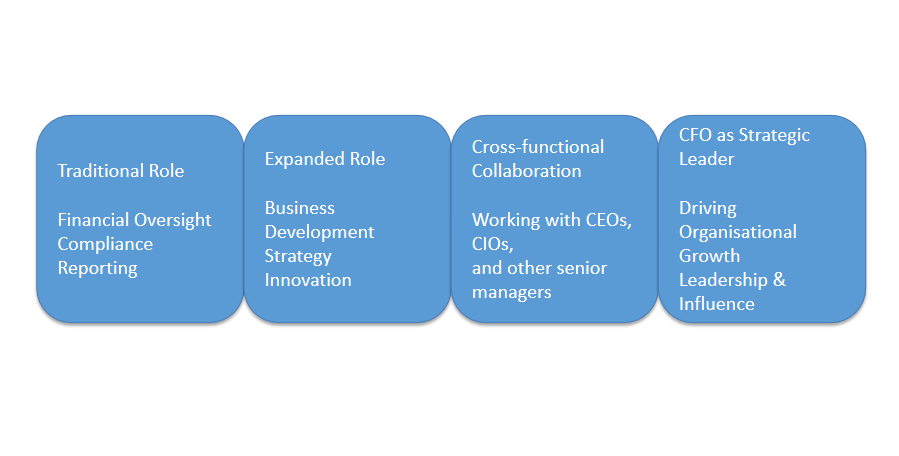 Traditional Role
Financial Oversight
Compliance
Reporting
Expanded Role
Business
Development
Strategy
Innovation
Cross-functional
Collaboration
Working with CEOs,
CIOs,
and other senior
managers
CFO as Strategic
Leader
Driving
Organisational
Growth
Leadership &
Influence